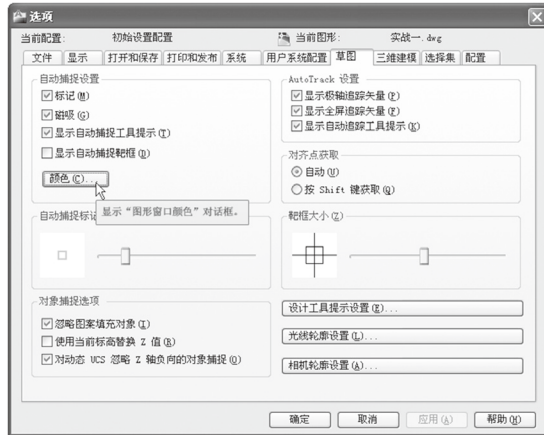 选项
当前配置: 初始设置配置 当前图形: 实战一.dwg
文件 显示 打开和保存 打印和发布 系统 用户系统配置 草图 三维建模 选择集 配置
自动捕捉设置
标记(M)
磁吸(G)
显示自动捕捉工具提示(T)
显示自动捕捉靶框(D)
颜色(C)...
显示“图形窗口颜色”对话框。
自动捕捉标记
对象捕捉选项
忽略图案填充对象(I)
使用当前标高替换 Z 值(R)
对动态 UCS 忽略 Z 轴负向的对象捕捉(O)
AutoTrack 设置
显示极轴追踪矢量(P)
显示全屏追踪矢量(F)
显示自动追踪工具提示(K)
对齐点获取
自动(U)
按 Shift 键获取(Q)
靶框大小(Z)
设计工具提示设置(E)...
光线轮廓设置(L)...
相机轮廓设置(A)...
确定 取消 应用(A) 帮助(H)